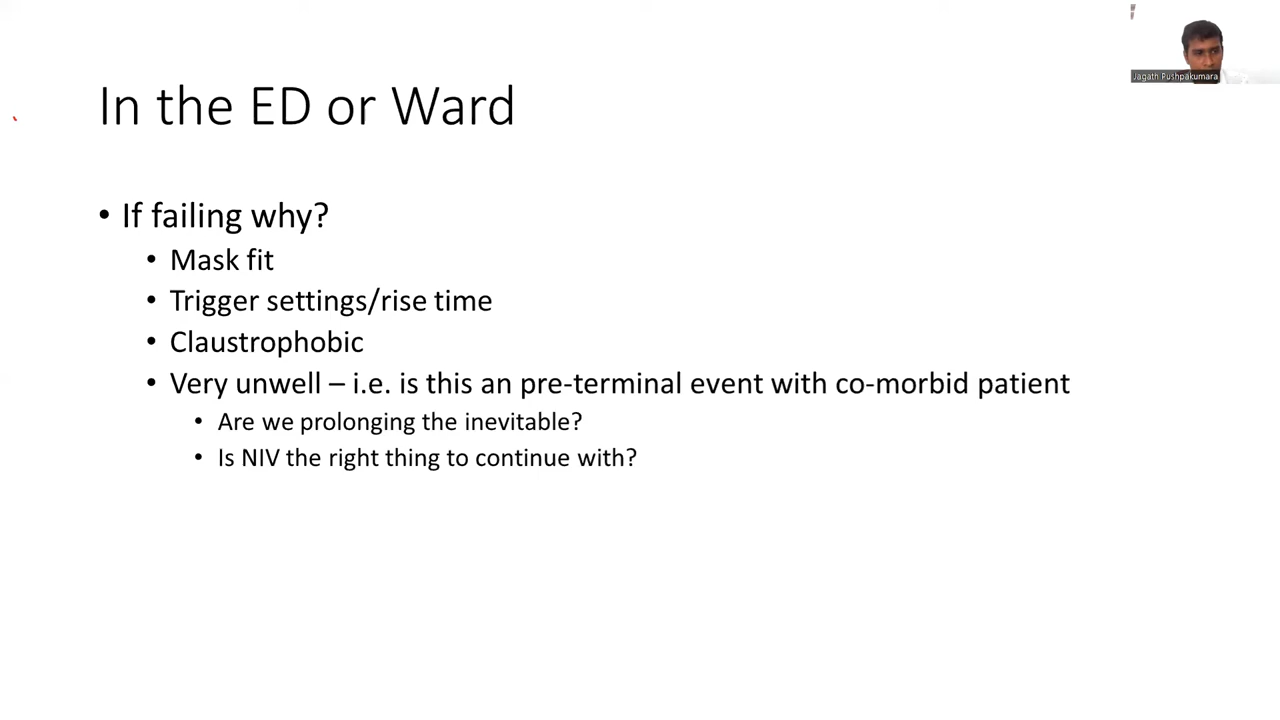 Jagath Pushpakumara
In the ED or Ward
• If failing why?
• Mask fit
• Trigger settings/rise time
• Claustrophobic
• Very unwell – i.e. is this an pre-terminal event with co-morbid patient
• Are we prolonging the inevitable?
• Is NIV the right thing to continue with?